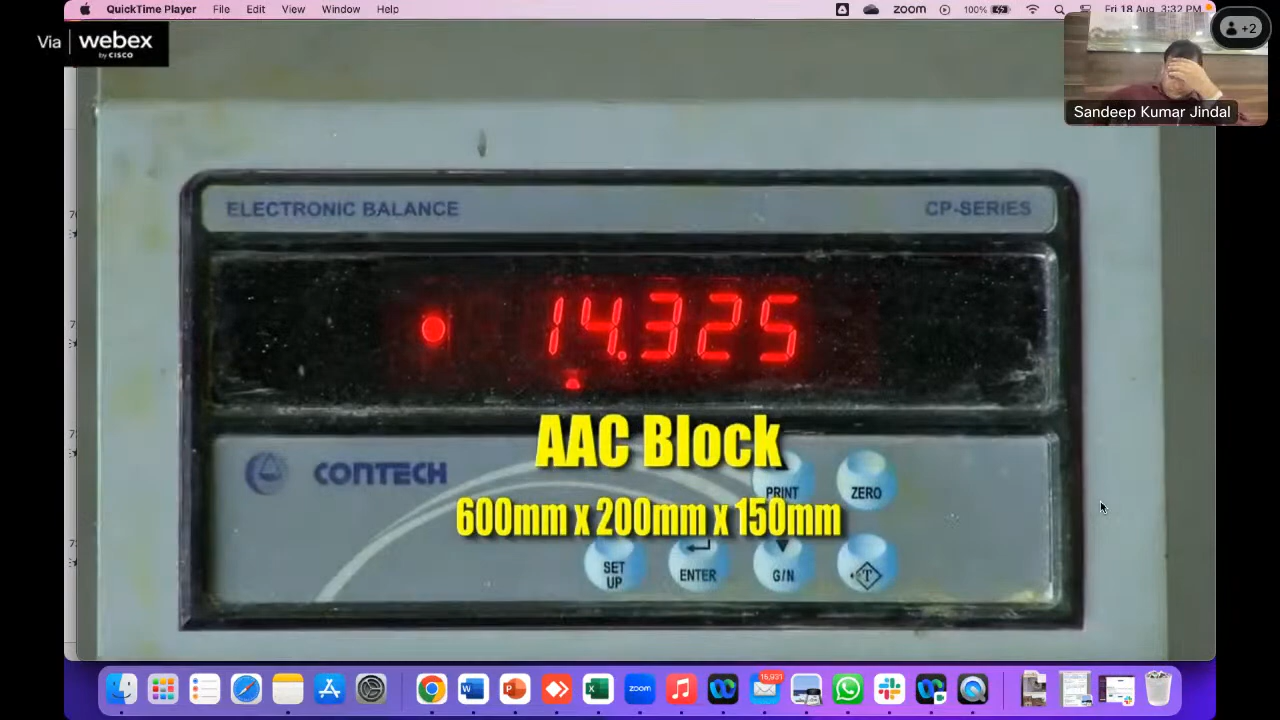 QuickTime Player File Edit View Window Help zoom 100% Fri 18 Aug 3:32 PM
+2
Via webex
by CISCO
Sandeep Kumar Jindal
ELECTRONIC BALANCE CP-SERIES
14.325
AAC Block
CONTECH
PRINT ZERO
600mm x 200mm x 150mm
SET UP ENTER G/N T
W P X zoom 16,931